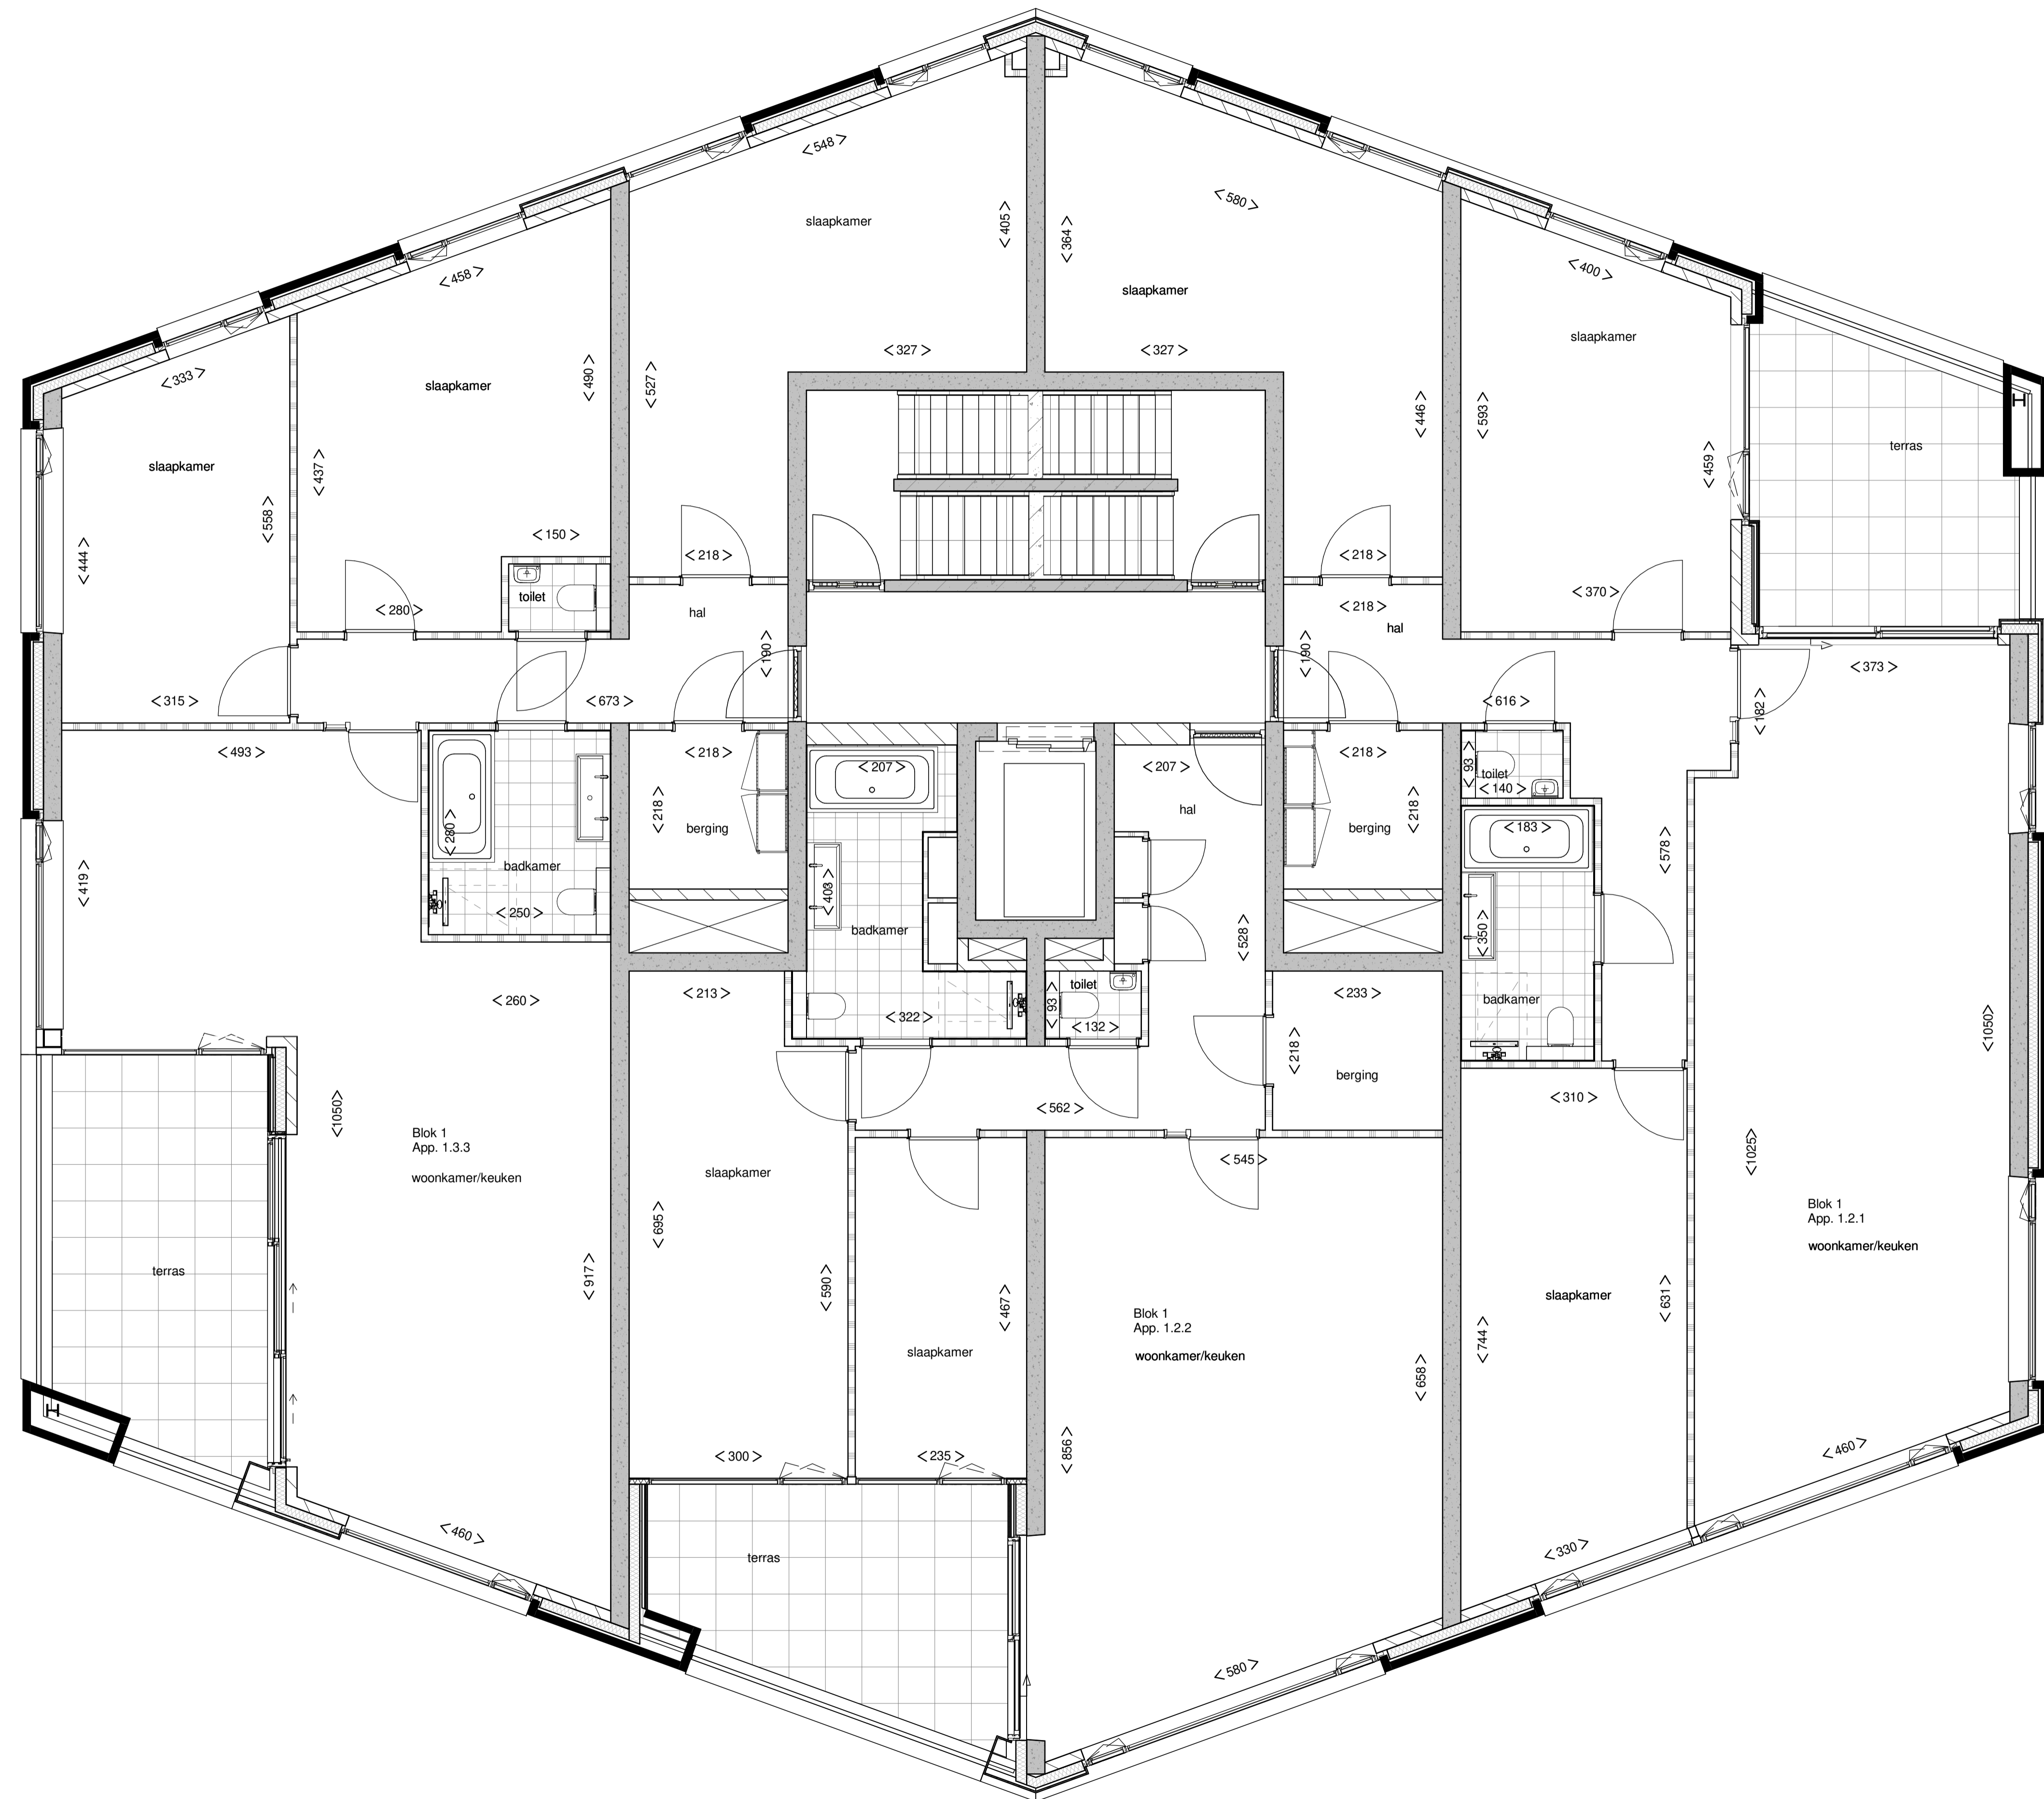 < 548 >
< 580 >
slaapkamer
< 405 >
< 364 >
< 458 >
slaapkamer
< 400 >
slaapkamer
< 327 >
< 327 >
< 333 >
slaapkamer
< 490 >
< 527 >
< 446 >
< 593 >
< 459 >
terras
slaapkamer
< 437 >
< 558 >
< 444 >
< 150 >
< 218 >
< 218 >
toilet
< 280 >
hal
< 218 >
hal
< 370 >
< 190 >
< 190 >
< 373 >
< 315 >
< 673 >
< 616 >
< 182 >
< 493 >
< 218 >
< 207 >
< 207 >
< 218 >
< 93 >
toilet
< 140 >
< 280 >
< 218 >
berging
hal
berging
< 218 >
< 183 >
< 578 >
badkamer
< 419 >
< 250 >
< 403 >
badkamer
< 528 >
< 350 >
< 260 >
< 213 >
toilet
< 93 >
< 322 >
< 132 >
< 233 >
badkamer
< 1050 >
< 218 >
berging
< 1050 >
< 562 >
< 310 >
Blok 1
App. 1.3.3
woonkamer/keuken
slaapkamer
< 545 >
< 1025 >
Blok 1
App. 1.2.1
woonkamer/keuken
terras
< 917 >
< 695 >
< 590 >
< 467 >
slaapkamer
Blok 1
App. 1.2.2
woonkamer/keuken
< 658 >
slaapkamer
< 744 >
< 631 >
< 300 >
< 235 >
< 856 >
< 460 >
< 460 >
terras
< 330 >
< 580 >